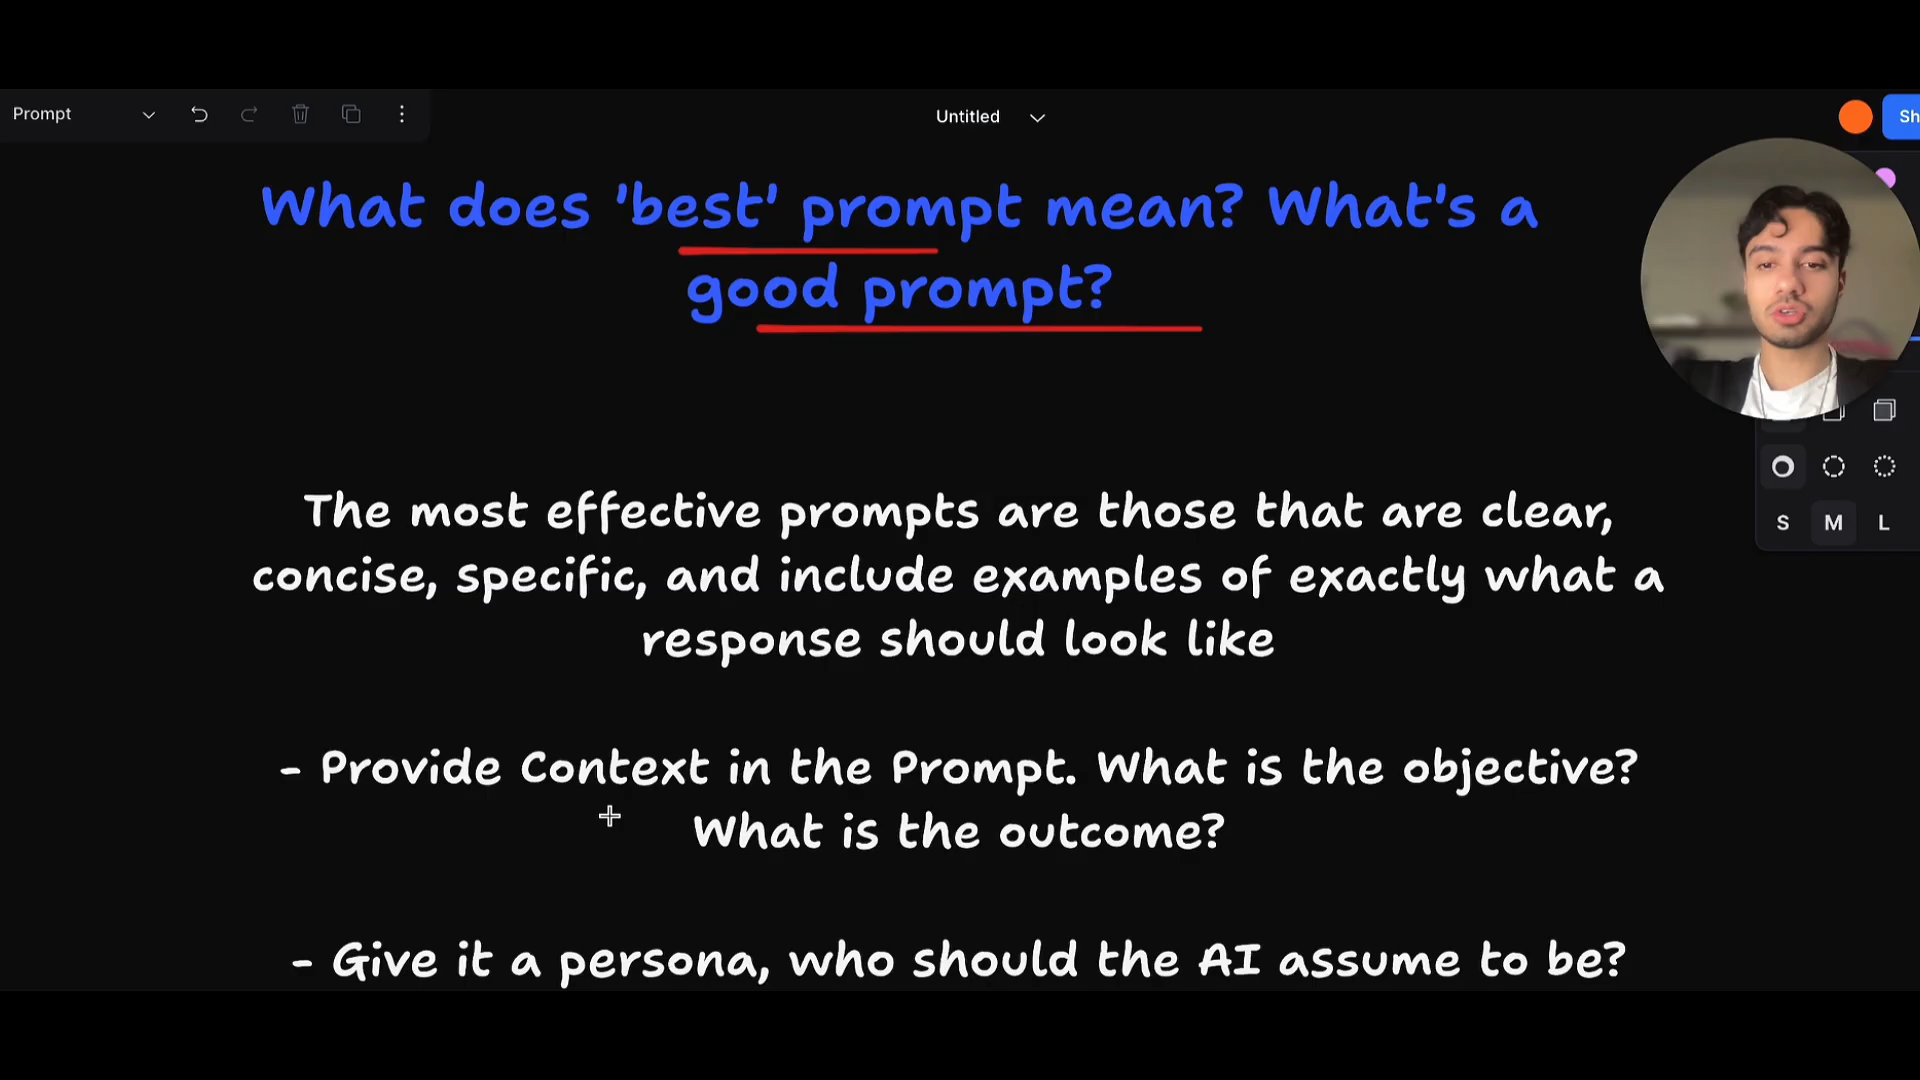 Prompt
Untitled
Sh
What does 'best' prompt mean? What's a
good prompt?
The most effective prompts are those that are clear,
concise, specific, and include examples of exactly what a
response should look like
- Provide Context in the Prompt. What is the objective?
What is the outcome?
- Give it a persona, who should the AI assume to be?
S M L